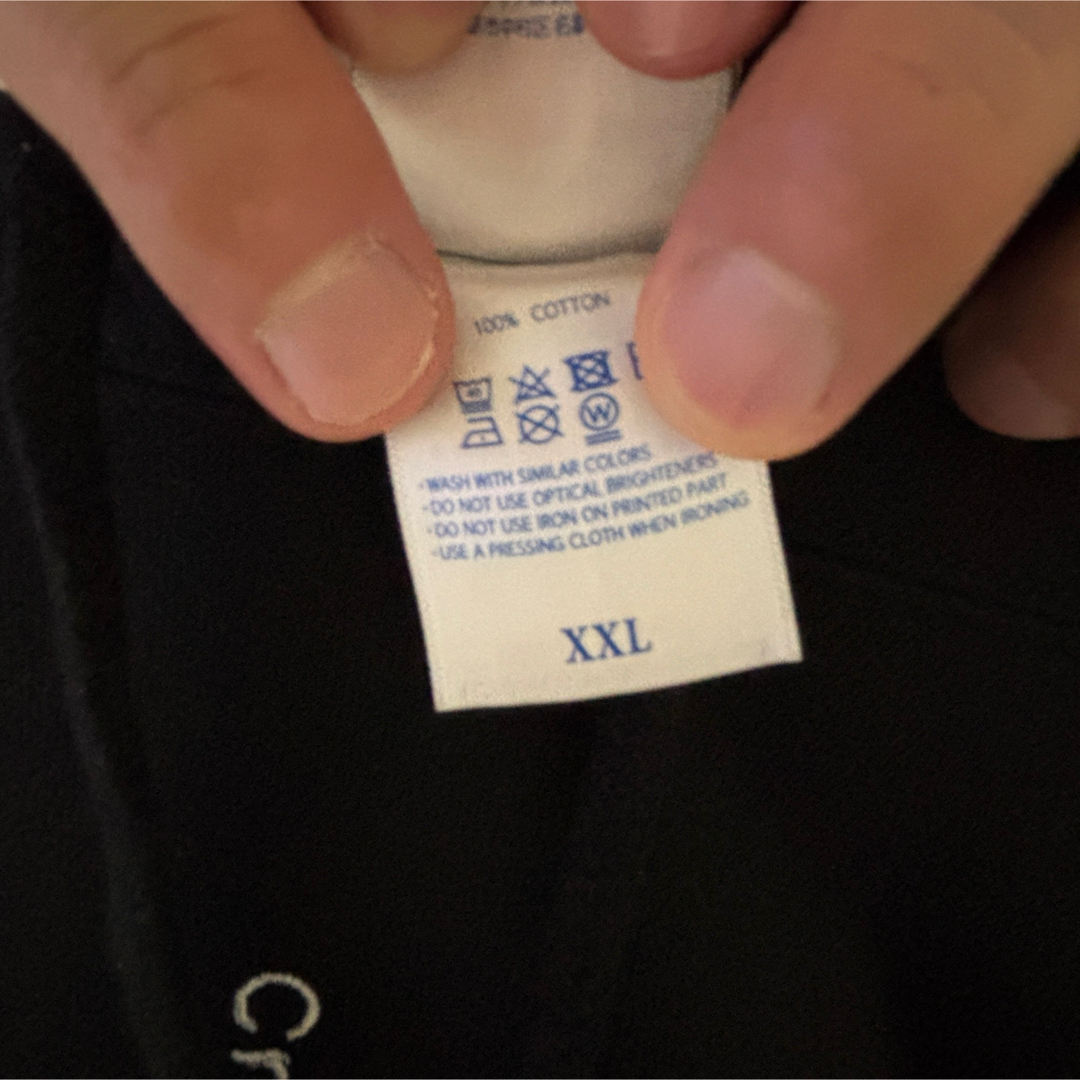 100% COTTON
W
·WASH WITH SIMILAR COLORS
·DO NOT USE OPTICAL BRIGHTENERS
·DO NOT USE IRON ON PRINTED PART
·USE A PRESSING CLOTH WHEN IRONING
XXL